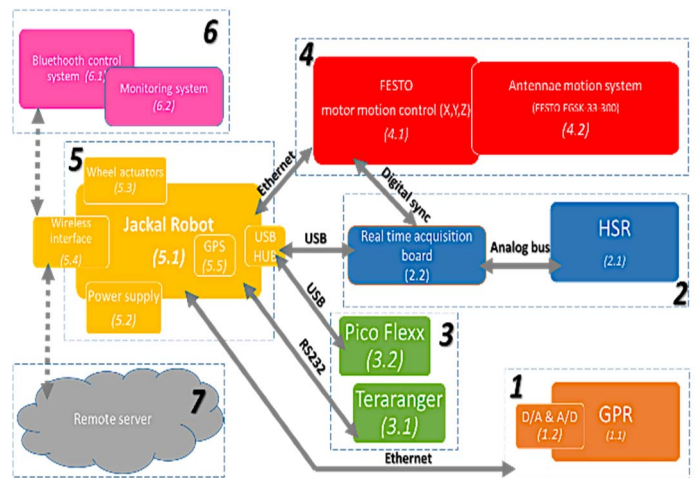 6
Bluethooth control
system (6.1)
Monitoring system
(6.2)
4
FESTO
motor motion control (X,Y,Z)
(4.1)
Antennae motion system
(FESTO EGSK-33-300)
(4.2)
5
Wheel actuators
(5.3)
Jackal Robot
(5.1)
GPS
(5.5)
USB
HUB
Wireless
interface
(5.4)
Power supply
(5.2)
Ethernet
Digital sync
USB
Real time acquisition
board
(2.2)
Analog bus
HSR
(2.1)
2
USB
RS232
3
Pico Flexx
(3.2)
Teraranger
(3.1)
7
Remote server
Ethernet
1
D/A & A/D
(1.2)
GPR
(1.1)